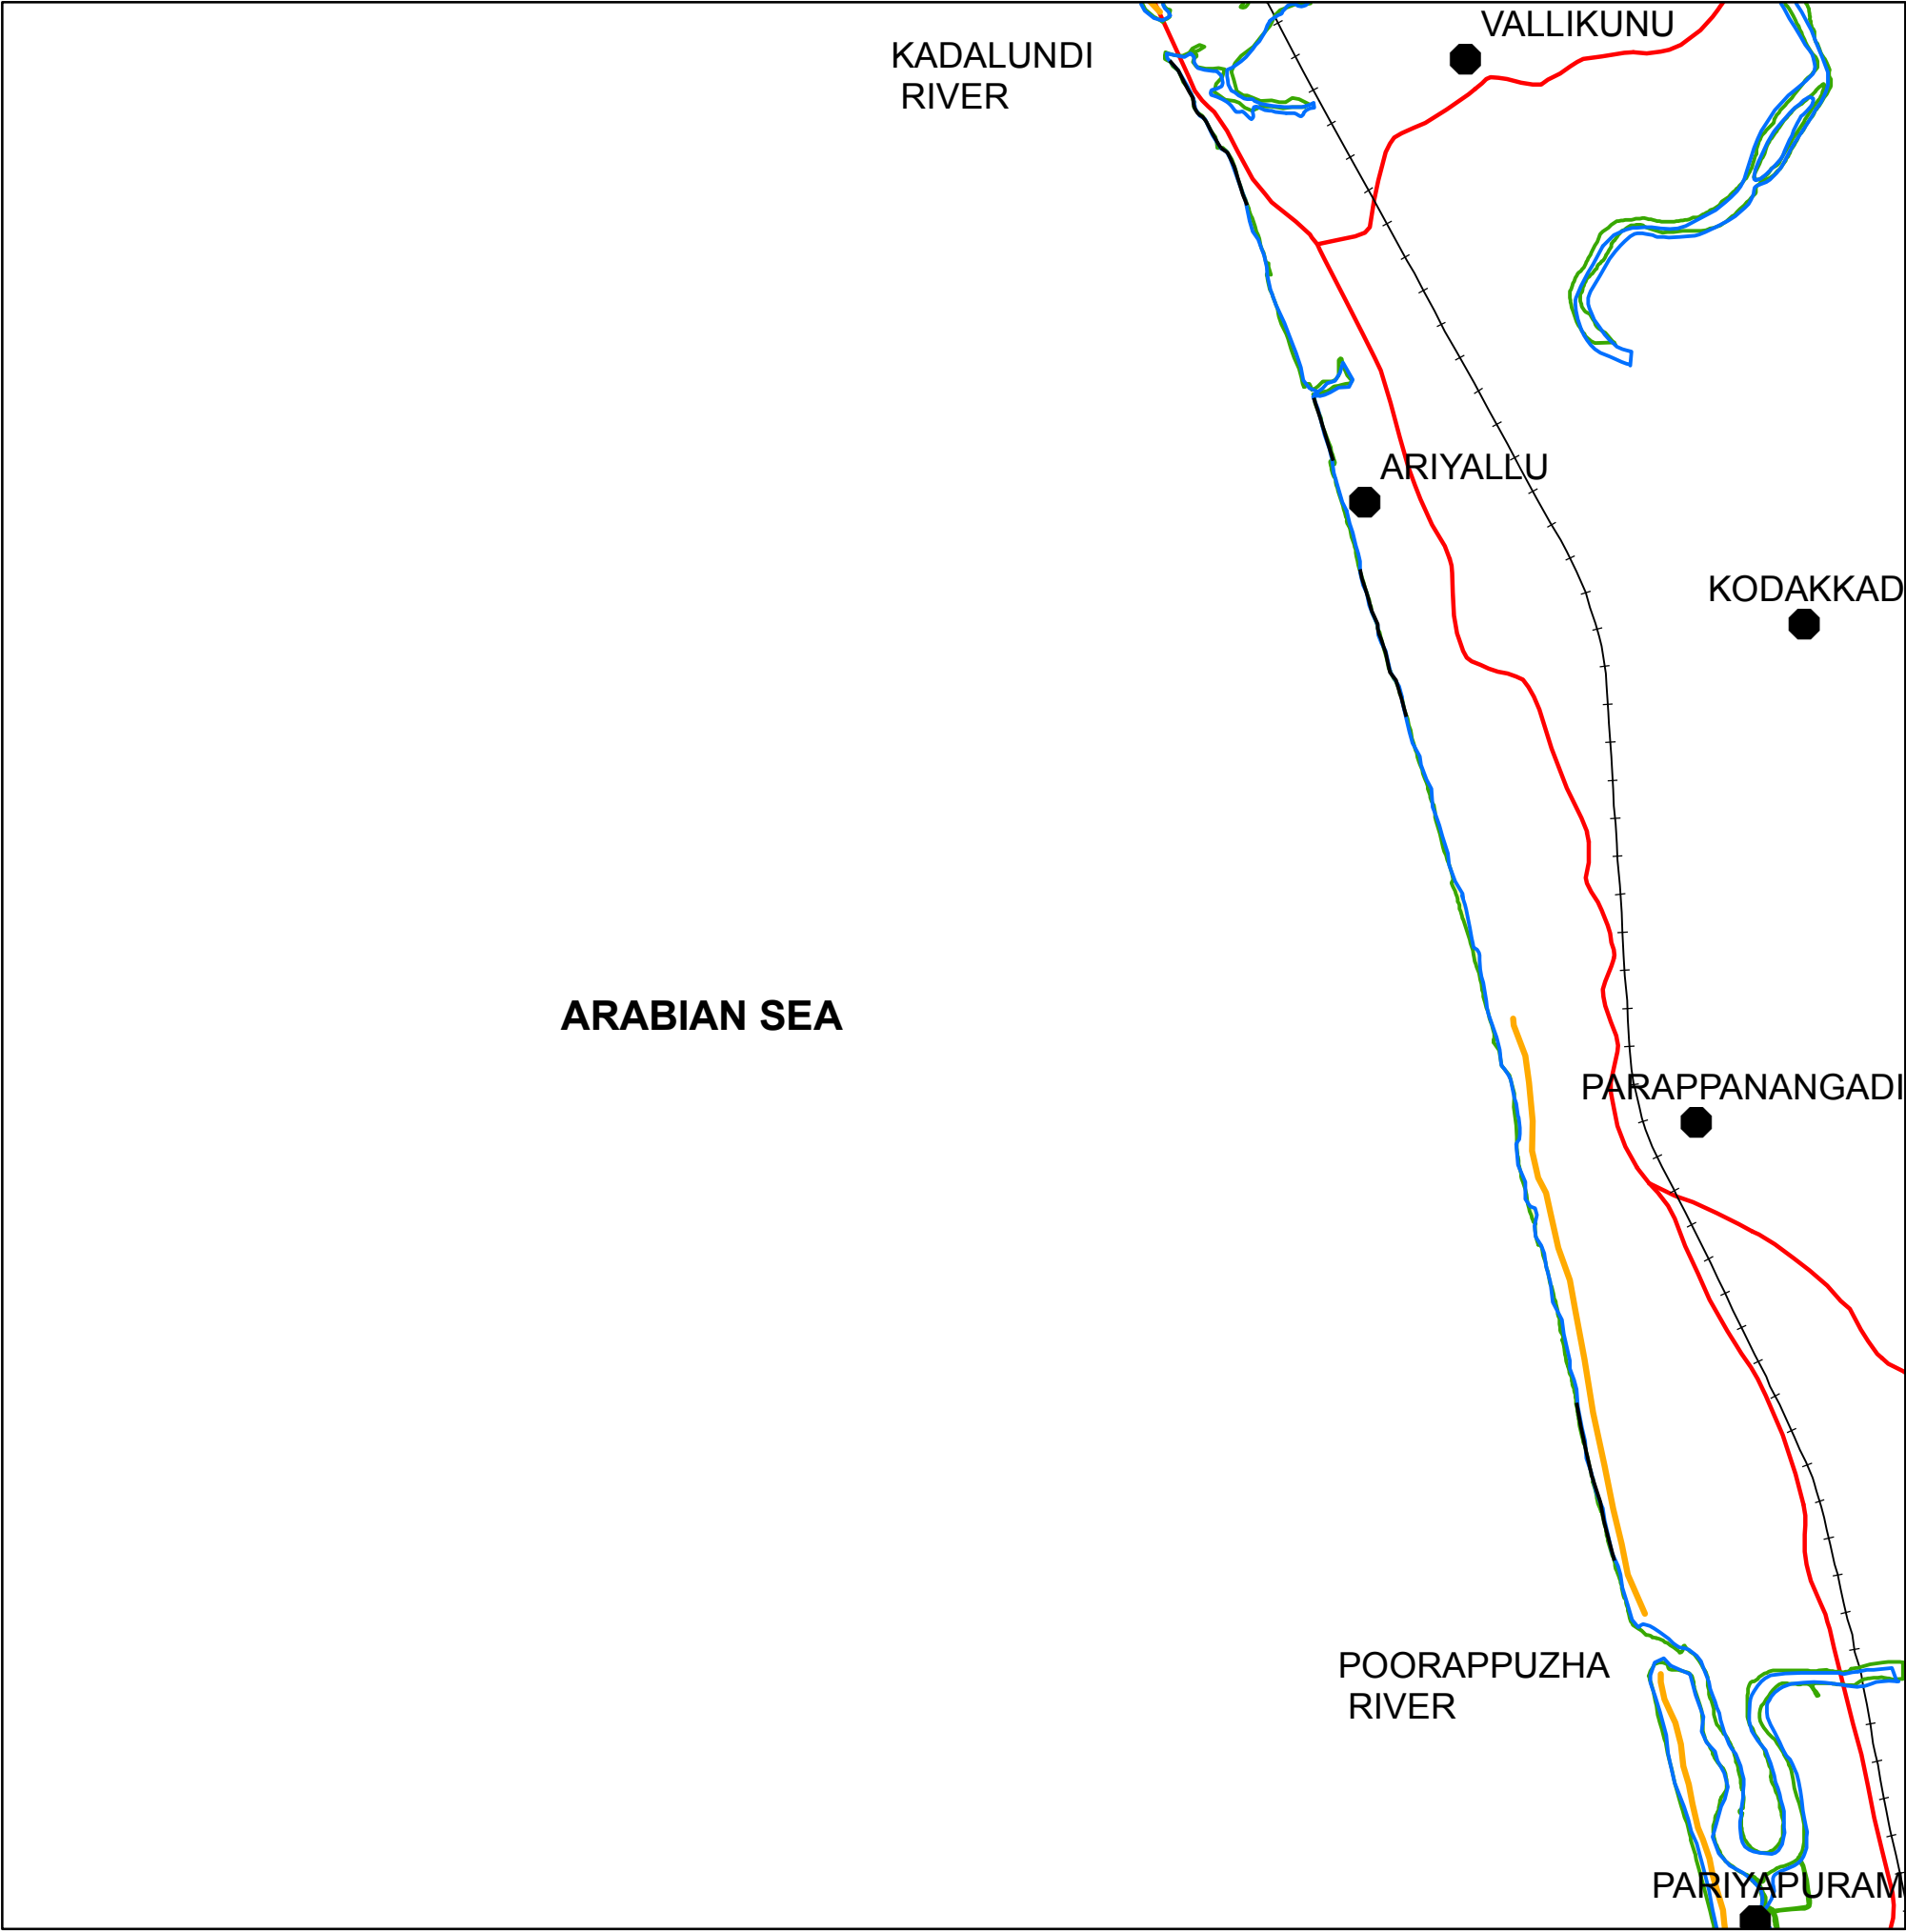 VALLIKUNU
KADALUNDI
RIVER
ARIYALLU
KODAKKAD
ARABIAN SEA
PARAPPANANGADI
POORAPPUZHA
RIVER
PARIYAPURAM